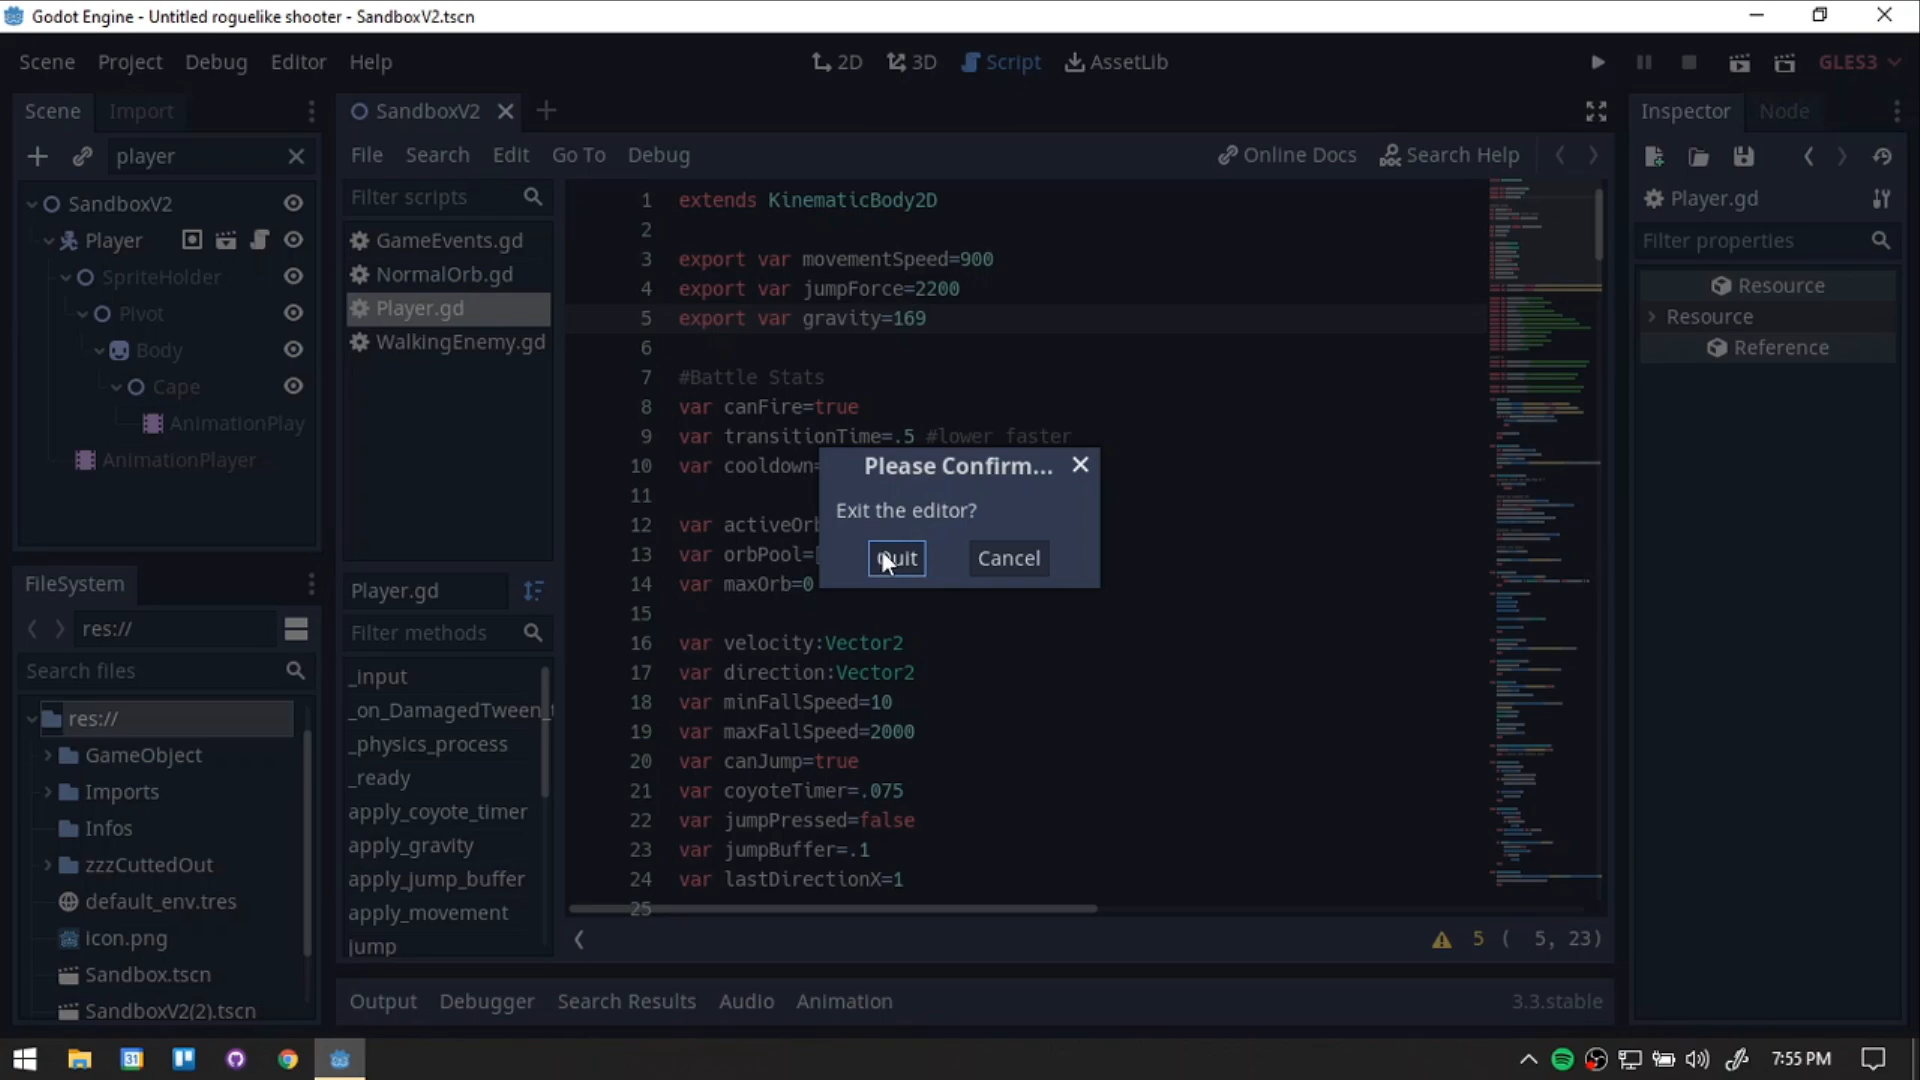 Godot Engine - Untitled roguelike shooter - SandboxV2.tscn
Scene Project Debug Editor Help
2D 3D Script AssetLib
GLES3
Scene Import
player
SandboxV2
Player
SpriteHolder
Pivot
Body
Cape
AnimationPlay
AnimationPlayer
FileSystem
res://
Search files
res://
GameObject
Imports
Infos
zzzCuttedOut
default_env.tres
icon.png
Sandbox.tscn
SandboxV2(2).tscn
SandboxV2
File Search Edit Go To Debug
Online Docs Search Help
Filter scripts
GameEvents.gd
NormalOrb.gd
Player.gd
WalkingEnemy.gd
Player.gd
Filter methods
_input
_on_DamagedTween_t
_physics_process
_ready
apply_coyote_timer
apply_gravity
apply_jump_buffer
apply_movement
jump
1 extends KinematicBody2D
2
3 export var movementSpeed=900
4 export var jumpForce=2200
5 export var gravity=169
6
7 #Battle Stats
8 var canFire=true
9 var transitionTime=.5 #lower faster
10 var cooldown=
11
12 var activeOrb
13 var orbPool=[
14 var maxOrb=0
15
16 var velocity:Vector2
17 var direction:Vector2
18 var minFallSpeed=10
19 var maxFallSpeed=2000
20 var canJump=true
21 var coyoteTimer=.075
22 var jumpPressed=false
23 var jumpBuffer=.1
24 var lastDirectionX=1
25
Please Confirm...
Exit the editor?
Quit Cancel
5 ( 5, 23)
Output Debugger Search Results Audio Animation
3.3.stable
Inspector Node
Player.gd
Filter properties
Resource
Resource
Reference
31
7:55 PM